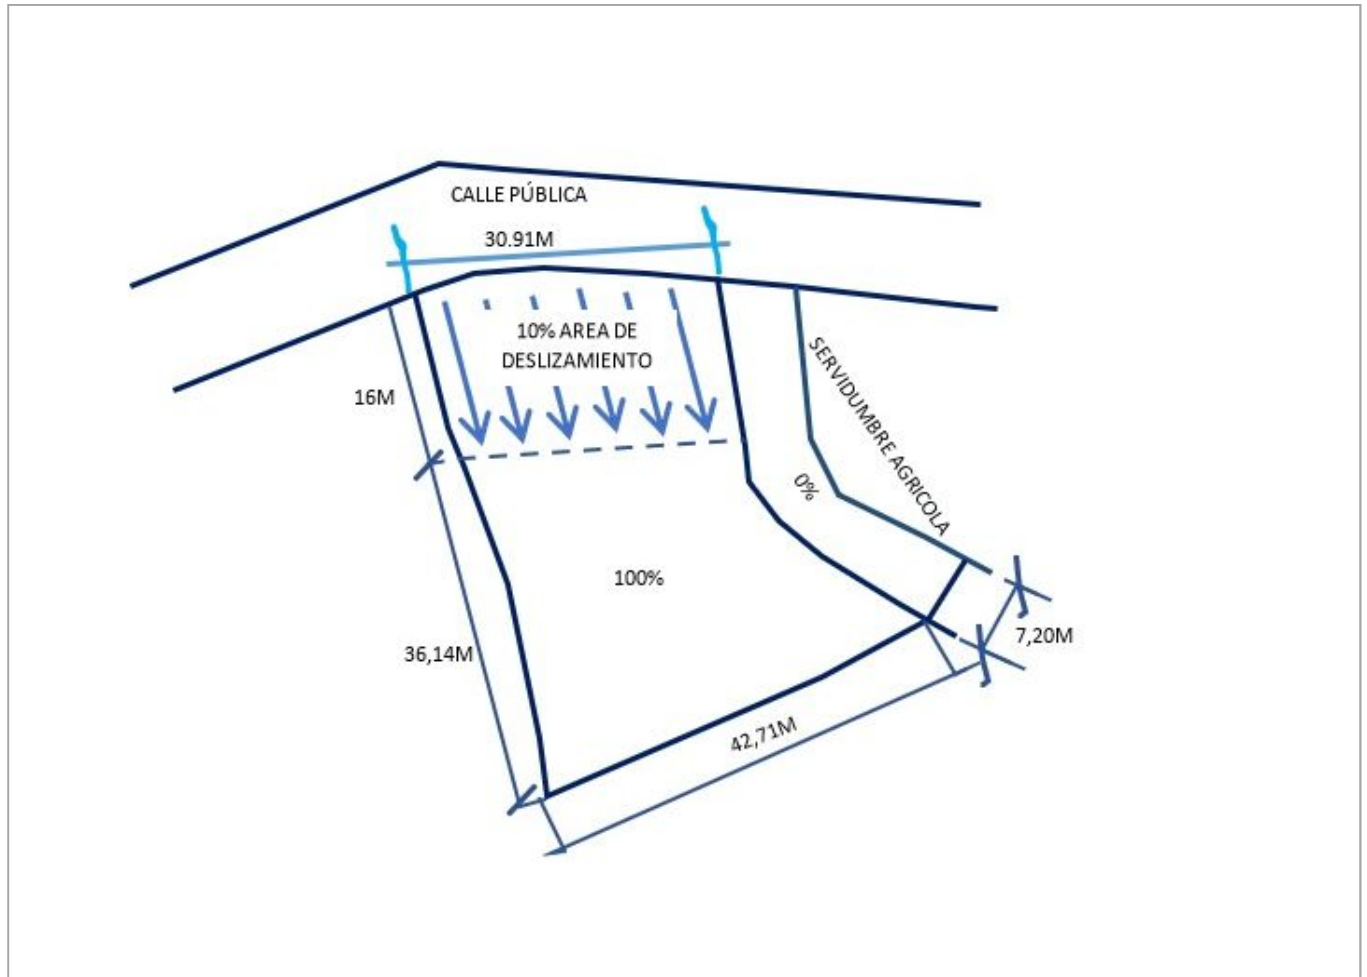 CALLE PÚBLICA
30.91M
10% AREA DE
DESLIZAMIENTO
SERVIDUMBRE AGRICOLA
16M
0%
100%
36,14M
7,20M
42,71M